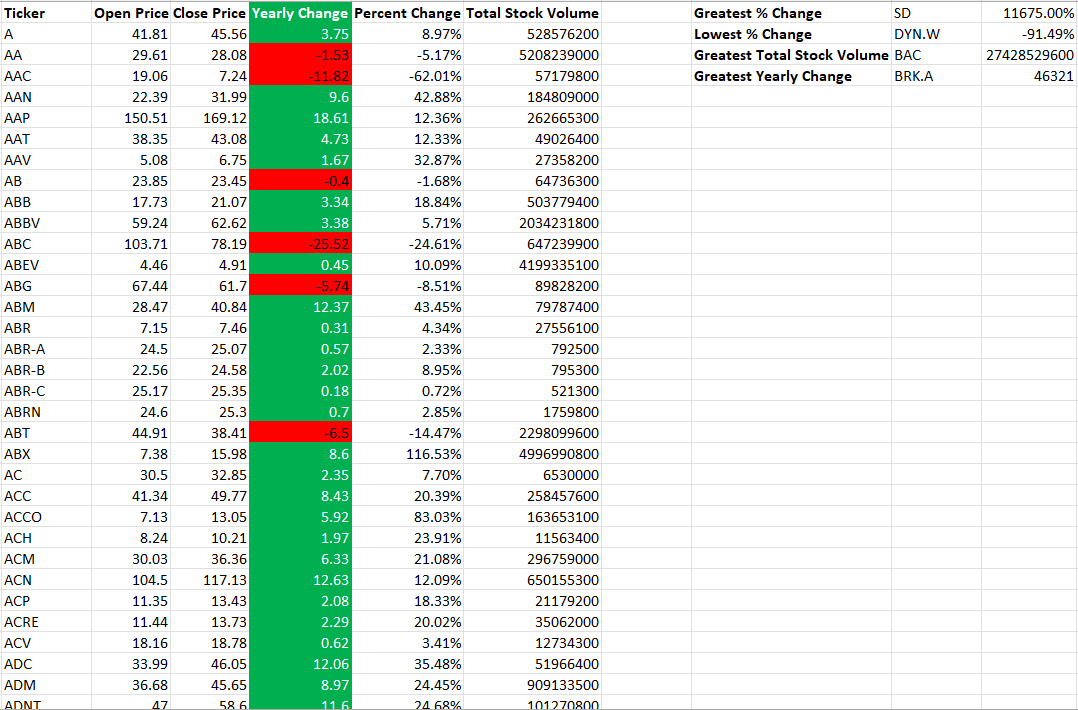 Ticker Open Price Close Price Yearly Change Percent Change Total Stock Volume Greatest % Change SD 11675.00%
A 41.81 45.56 3.75 8.97% 528576200 Lowest % Change DYN.W -91.49%
AA 29.61 28.08 -1.53 -5.17% 5208239000 Greatest Total Stock Volume BAC 27428529600
AAC 19.06 7.24 -11.82 -62.01% 57179800 Greatest Yearly Change BRK.A 46321
AAN 22.39 31.99 9.6 42.88% 184809000
AAP 150.51 169.12 18.61 12.36% 262665300
AAT 38.35 43.08 4.73 12.33% 49026400
AAV 5.08 6.75 1.67 32.87% 27358200
AB 23.85 23.45 -0.4 -1.68% 64736300
ABB 17.73 21.07 3.34 18.84% 503779400
ABBV 59.24 62.62 3.38 5.71% 2034231800
ABC 103.71 78.19 -25.52 -24.61% 647239900
ABEV 4.46 4.91 0.45 10.09% 4199335100
ABG 67.44 61.7 -5.74 -8.51% 89828200
ABM 28.47 40.84 12.37 43.45% 79787400
ABR 7.15 7.46 0.31 4.34% 27556100
ABR-A 24.5 25.07 0.57 2.33% 792500
ABR-B 22.56 24.58 2.02 8.95% 795300
ABR-C 25.17 25.35 0.18 0.72% 521300
ABRN 24.6 25.3 0.7 2.85% 1759800
ABT 44.91 38.41 -6.5 -14.47% 2298099600
ABX 7.38 15.98 8.6 116.53% 4996990800
AC 30.5 32.85 2.35 7.70% 6530000
ACC 41.34 49.77 8.43 20.39% 258457600
ACCO 7.13 13.05 5.92 83.03% 163653100
ACH 8.24 10.21 1.97 23.91% 11563400
ACM 30.03 36.36 6.33 21.08% 296759000
ACN 104.5 117.13 12.63 12.09% 650155300
ACP 11.35 13.43 2.08 18.33% 21179200
ACRE 11.44 13.73 2.29 20.02% 35062000
ACV 18.16 18.78 0.62 3.41% 12734300
ADC 33.99 46.05 12.06 35.48% 51966400
ADM 36.68 45.65 8.97 24.45% 909133500
ADNT 47 58.6 11.6 24.68% 101270800